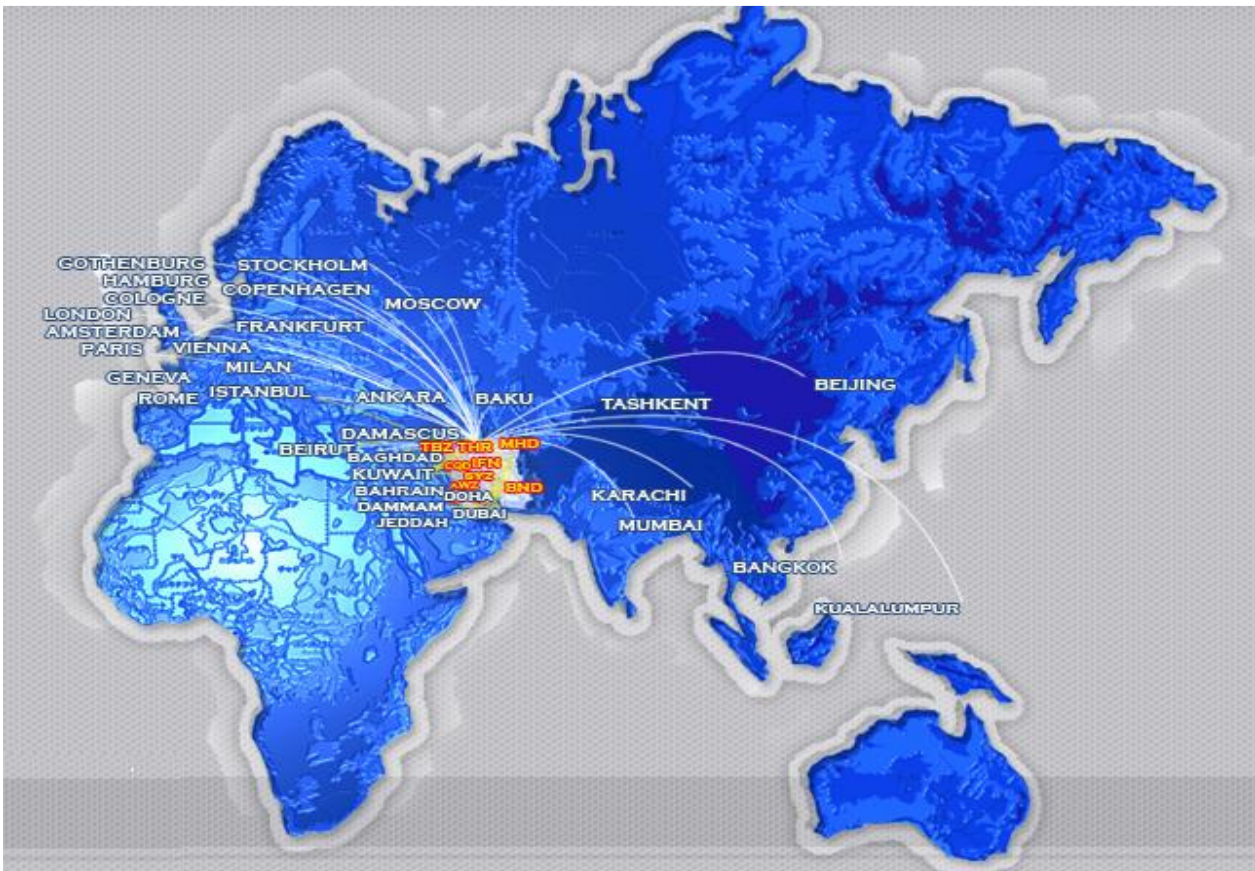 GOTHENBURG
STOCKHOLM
HAMBURG
COPENHAGEN
COLOGNE
MOSCOW
LONDON
AMSTERDAM
FRANKFURT
PARIS
VIENNA
MILAN
GENEVA
BEIJING
ROME
ISTANBUL
ANKARA
BAKU
TASHKENT
DAMASCUS
BEIRUT
TBZ
THR
MHD
BAGHDAD
IFN
KUWAIT
SYZ
AWZ
BND
BAHRAIN
DOHA
KARACHI
DAMMAM
DUBAI
JEDDAH
MUMBAI
BANGKOK
KUALALUMPUR